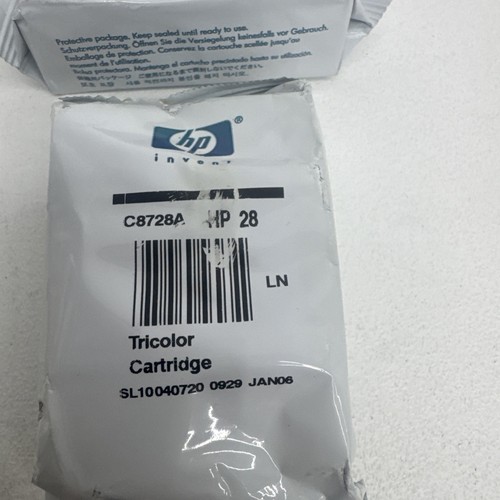 Protective package. Keep sealed until ready to use.
Schutzverpackung. Öffnen Sie die Versiegelung keinesfalls vor Gebrauch.
Emballage de protection. Conservez la cartouche scellée jusqu'au
moment de l'utilisation.
hp®
invent
C8728A HP 28
LN
Tricolor
Cartridge
SL10040720 0929 JAN06